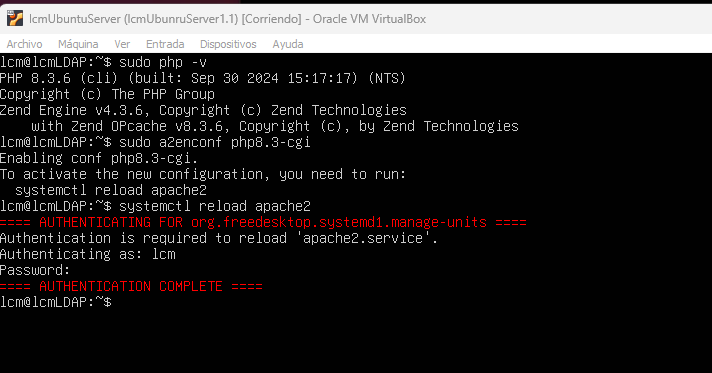 lcmUbuntuServer (lcmUbunruServer1.1) [Corriendo] - Oracle VM VirtualBox
Archivo Máquina Ver Entrada Dispositivos Ayuda
lcm@lcmLDAP:~$ sudo php -v
PHP 8.3.6 (cli) (built: Sep 30 2024 15:17:17) (NTS)
Copyright (c) The PHP Group
Zend Engine v4.3.6, Copyright (c) Zend Technologies
    with Zend OPcache v8.3.6, Copyright (c), by Zend Technologies
lcm@lcmLDAP:~$ sudo a2enconf php8.3-cgi
Enabling conf php8.3-cgi.
To activate the new configuration, you need to run:
  systemctl reload apache2
lcm@lcmLDAP:~$ systemctl reload apache2
==== AUTHENTICATING FOR org.freedesktop.systemd1.manage-units ====
Authentication is required to reload 'apache2.service'.
Authenticating as: lcm
Password:
==== AUTHENTICATION COMPLETE ====
lcm@lcmLDAP:~$